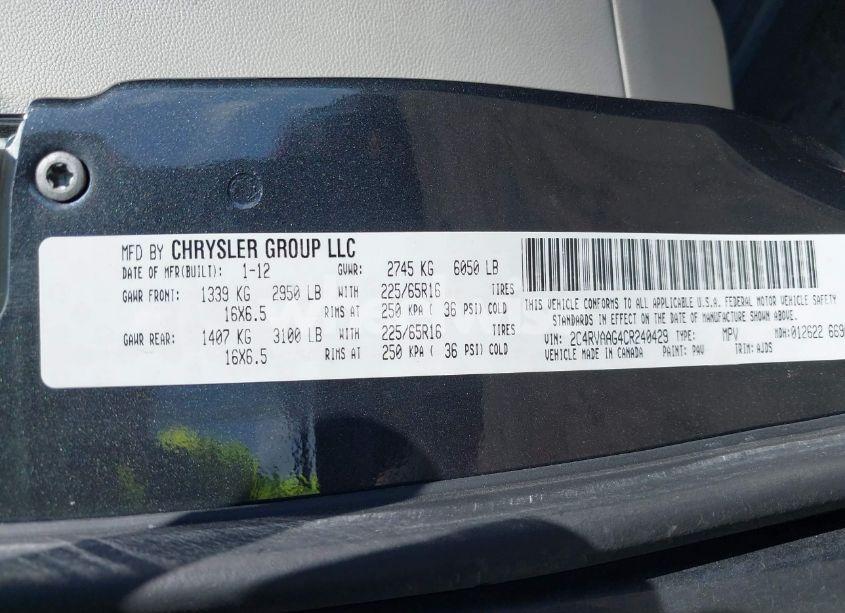 MFD BY CHRYSLER GROUP LLC
DATE OF MFR(BUILT): 1-12 GVWR: 2745 KG 6050 LB
GAWR FRONT: 1339 KG 2950 LB WITH 225/65R16 TIRES
16X6.5 RIMS AT 250 KPA ( 36 PSI) COLD
GAWR REAR: 1407 KG 3100 LB WITH 225/65R16 TIRES
16X6.5 RIMS AT 250 KPA ( 36 PSI) COLD
THIS VEHICLE CONFORMS TO ALL APPLICABLE U.S.A. FEDERAL MOTOR VEHICLE SAFETY
STANDARDS IN EFFECT ON THE DATE OF MANUFACTURE SHOWN ABOVE.
VIN: 2C4RVAAG4CR240429 TYPE: MPV MDH: 012622
VEHICLE MADE IN CANADA PAINT: PAV TRIM: AJDS